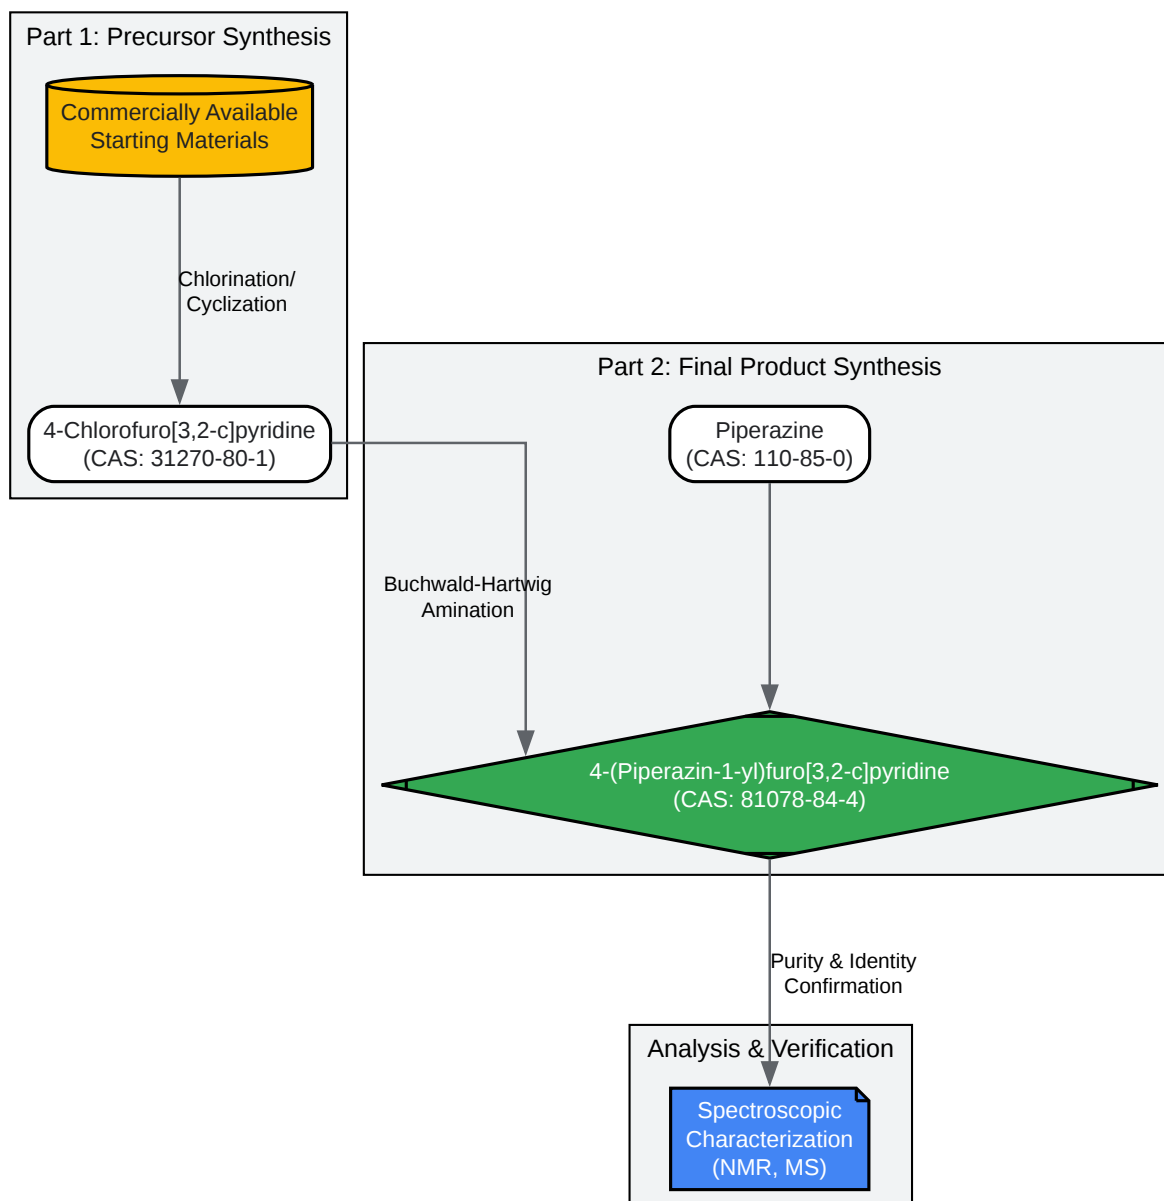 Part 1: Precursor Synthesis
Commercially Available
Starting Materials
Chlorination/
Cyclization
4-Chlorofuro[3,2-c]pyridine
(CAS: 31270-80-1)
Part 2: Final Product Synthesis
Piperazine
(CAS: 110-85-0)
Buchwald-Hartwig
Amination
4-(Piperazin-1-yl)furo[3,2-c]pyridine
(CAS: 81078-84-4)
Purity & Identity
Confirmation
Analysis & Verification
Spectroscopic
Characterization
(NMR, MS)